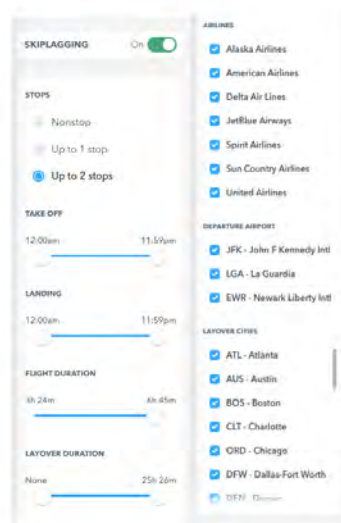 SKIPLAGGING On
STOPS
Nonstop
Up to 1 stop
Up to 2 stops
TAKE OFF
12:00am 11:59pm
LANDING
12:00am 11:59pm
FLIGHT DURATION
6h 45m
LAYOVER DURATION
None 25h 26m
AIRLINES
Alaska Airlines
American Airlines
Delta Air Lines
JetBlue Airways
Spirit Airlines
Sun Country Airlines
United Airlines
DEPARTURE AIRPORT
JFK - John F Kennedy Intl
LGA - La Guardia
EWR - Newark Liberty Intl
LAYOVER CITIES
ATL - Atlanta
AUS - Austin
BOS - Boston
CLT - Charlotte
ORD - Chicago
DFW - Dallas-Fort Worth
DEN - Denver